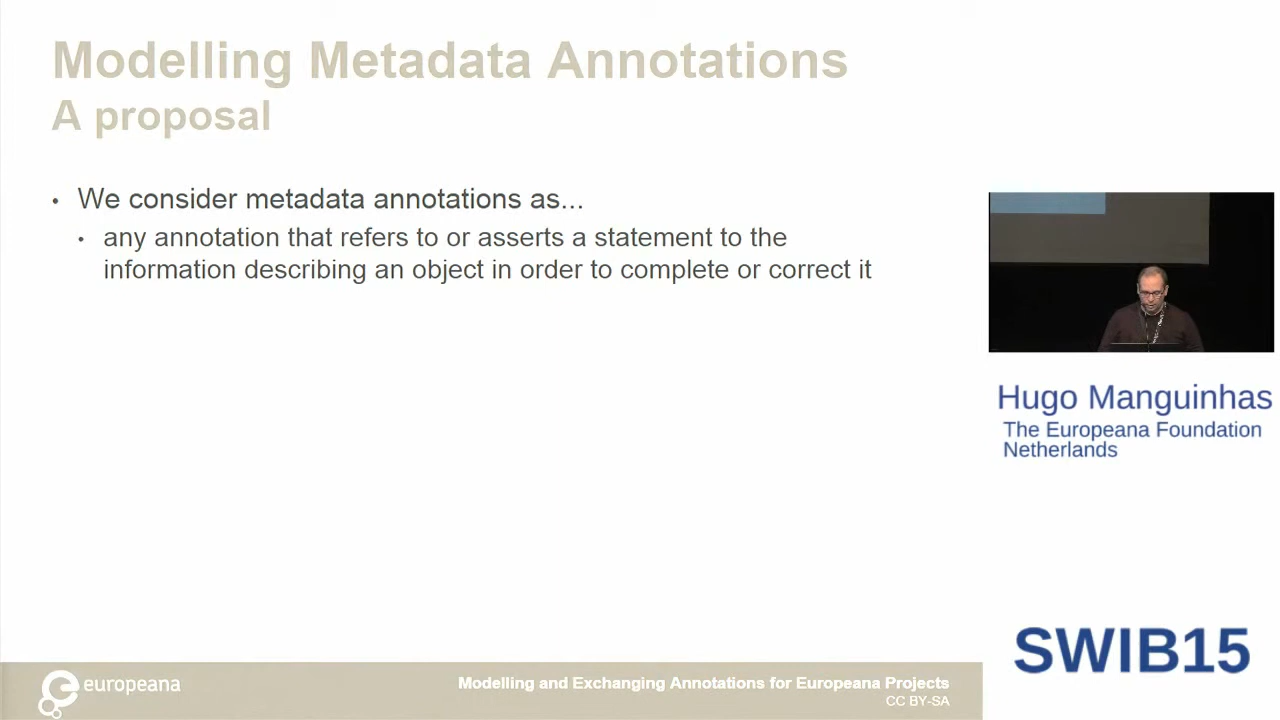 Modelling Metadata Annotations
A proposal
• We consider metadata annotations as...
• any annotation that refers to or asserts a statement to the
information describing an object in order to complete or correct it
Hugo Manguinhas
The Europeana Foundation
Netherlands
SWIB15
europeana
Modelling and Exchanging Annotations for Europeana Projects
CC BY-SA